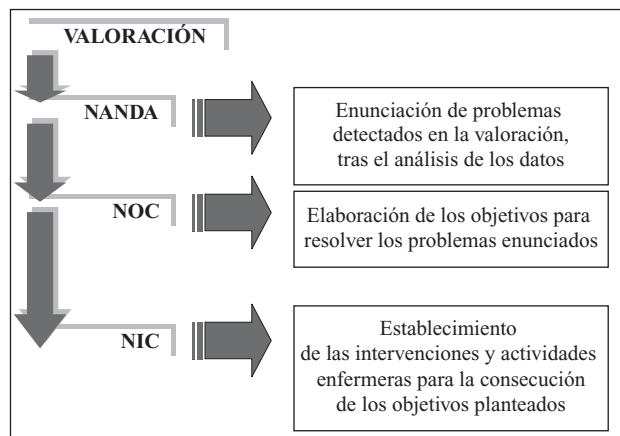 VALORACIÓN
NANDA
Enunciación de problemas
detectados en la valoración,
tras el análisis de los datos
NOC
Elaboración de los objetivos para
resolver los problemas enunciados
NIC
Establecimiento
de las intervenciones y actividades
enfermeras para la consecución
de los objetivos planteados